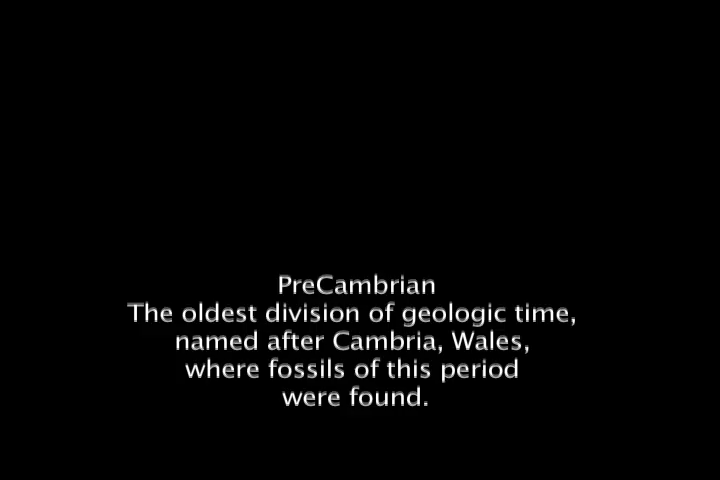 PreCambrian
The oldest division of geologic time,
named after Cambria, Wales,
where fossils of this period
were found.